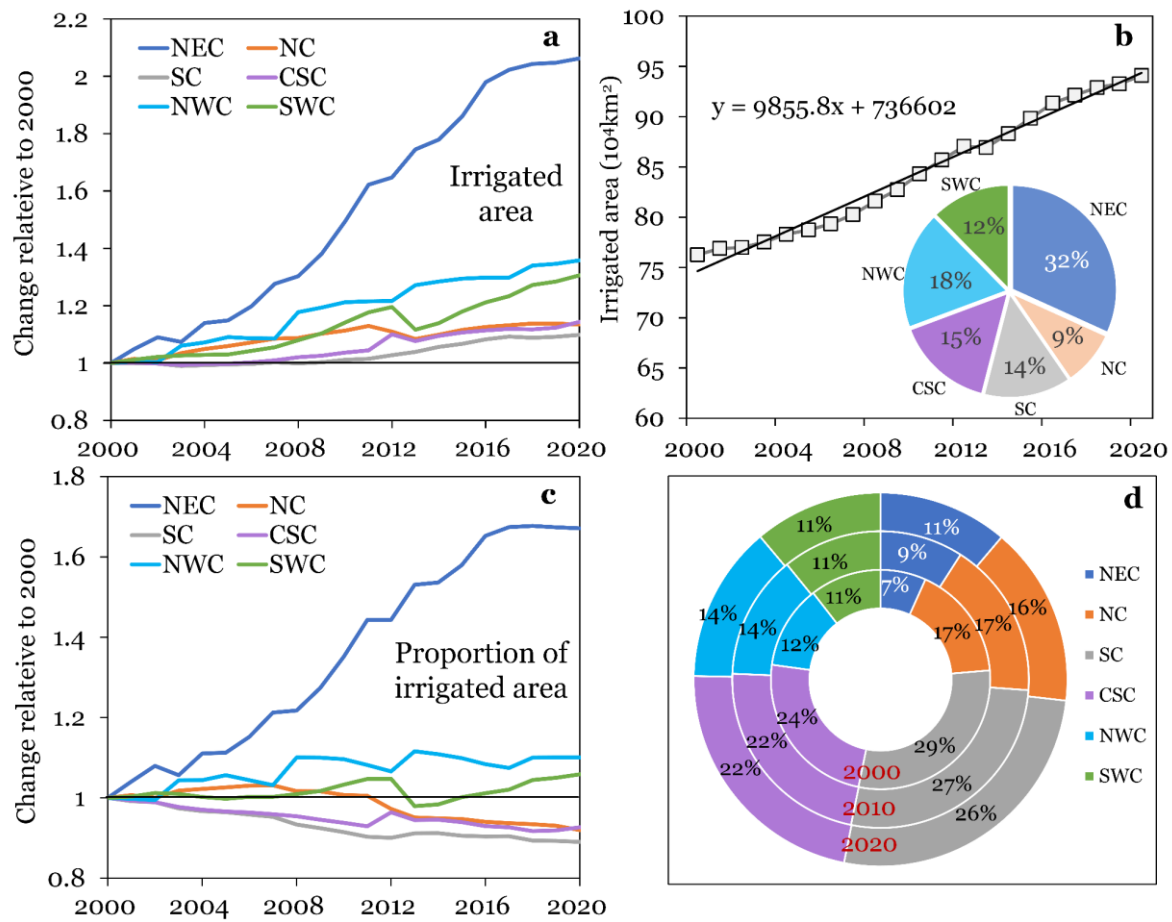 a
2.2
2
1.8
1.6
1.4
1.2
1
0.8
Change relateive to 2000
NEC NC
SC CSC
NWC SWC
Irrigated
area
2000 2004 2008 2012 2016 2020
b
100
95
90
85
80
75
70
65
60
Irrigated area (10⁴km²)
y = 9855.8x + 736602
SWC
NEC
12%
32%
NWC
18%
15%
14%
9%
NC
CSC
SC
2000 2004 2008 2012 2016 2020
c
1.8
1.6
1.4
1.2
1
0.8
Change relative to 2000
NEC NC
SC CSC
NWC SWC
Proportion of
irrigated area
2000 2004 2008 2012 2016 2020
d
11% 11%
11% 9%
11% 7%
14% 14% 12% 17% 17% 16%
24% 29%
22% 27%
22% 26%
2000
2010
2020
NEC
NC
SC
CSC
NWC
SWC